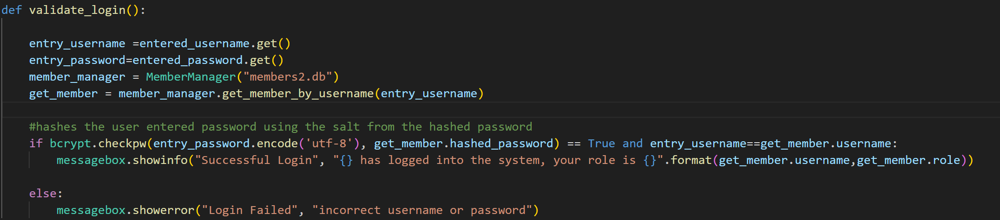 def validate_login():
entry_username =entered_username.get()
entry_password=entered_password.get()
member_manager = MemberManager("members2.db")
get_member = member_manager.get_member_by_username(entry_username)
#hashes the user entered password using the salt from the hashed password
if bcrypt.checkpw(entry_password.encode('utf-8'), get_member.hashed_password) == True and entry_username==get_member.username:
messagebox.showinfo("Successful Login", "{} has logged into the system, your role is {}".format(get_member.username,get_member.role))
else:
messagebox.showerror("Login Failed", "incorrect username or password")